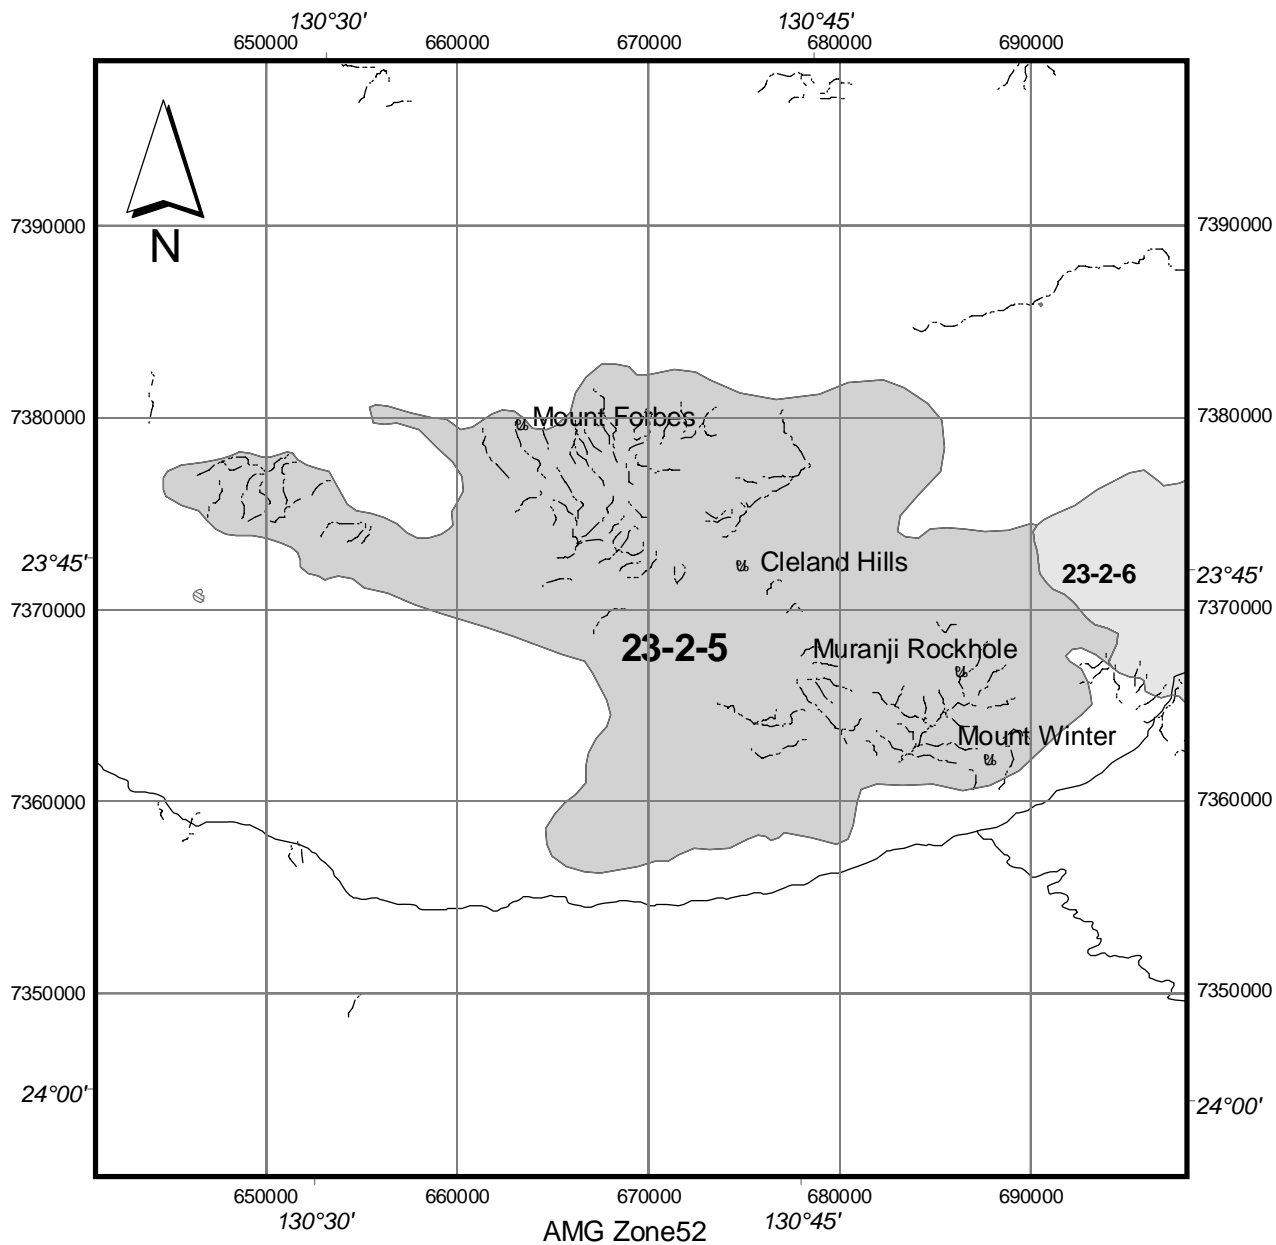 130°30' 130°45'
650000 660000 670000 680000 690000
N
7390000 7390000
7380000 Mount Forbes 7380000
23°45' Cleland Hills 23-2-6 23°45'
7370000 7370000
23-2-5 Muranji Rockhole
Mount Winter
7360000 7360000
7350000 7350000
24°00' 24°00'
650000 660000 670000 680000 690000
130°30' 130°45'
AMG Zone52